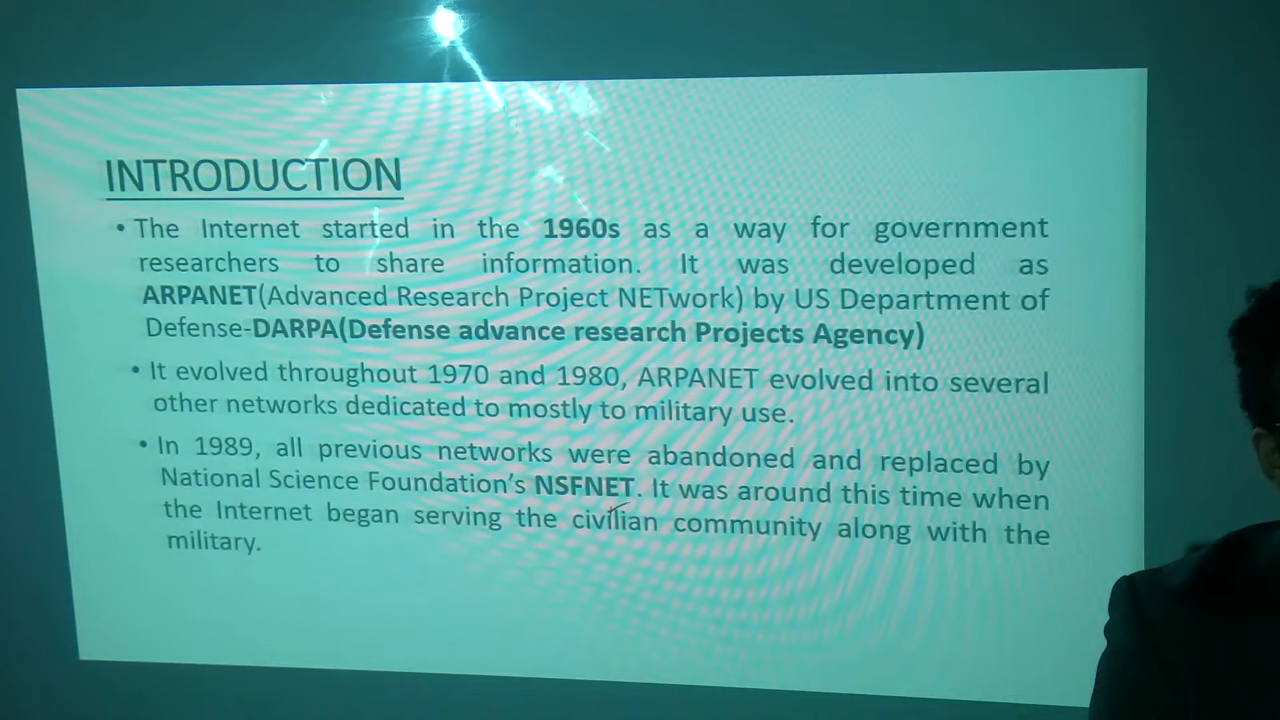 INTRODUCTION
• The Internet started in the 1960s as a way for government
researchers to share information. It was developed as
ARPANET(Advanced Research Project NETwork) by US Department of
Defense-DARPA(Defense advance research Projects Agency)
• It evolved throughout 1970 and 1980, ARPANET evolved into several
other networks dedicated to mostly to military use.
• In 1989, all previous networks were abandoned and replaced by
National Science Foundation's NSFNET. It was around this time when
the Internet began serving the civilian community along with the
military.